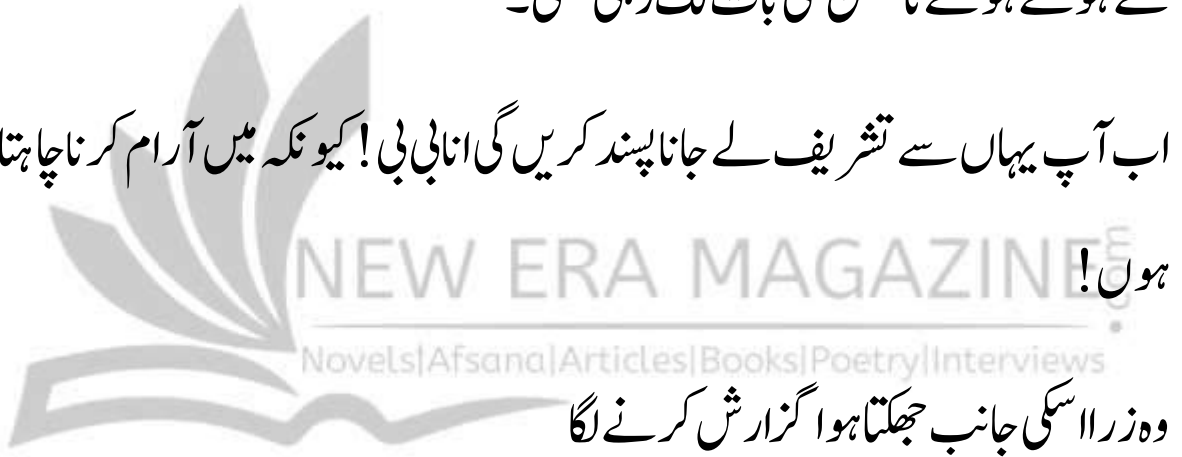 اب آپ یہاں سے تشریف لے جانا پسند کریں گی انابی بی! کیونکہ میں آرام کرنا چاہتا
ہوں!
NEW ERA MAGAZINE.com
Novels|Afsana|Articles|Books|Poetry|Interviews
وہ زرا اسکی جانب جھکتا ہوا گزارش کرنے لگا